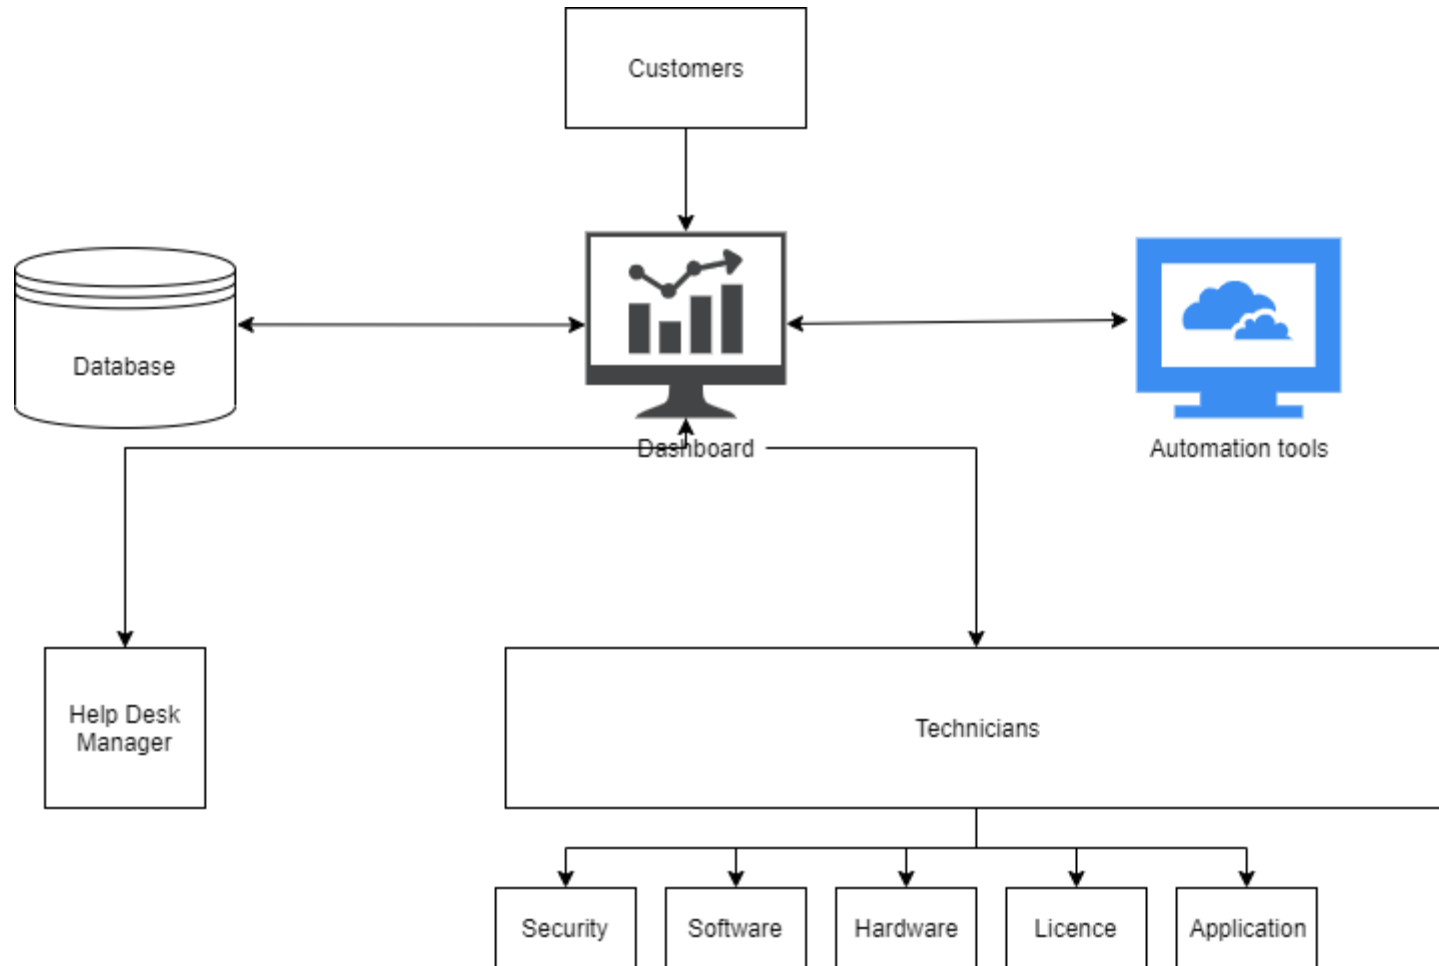 Customers
Database
Dashboard
Automation tools
Help Desk
Manager
Technicians
Security
Software
Hardware
Licence
Application